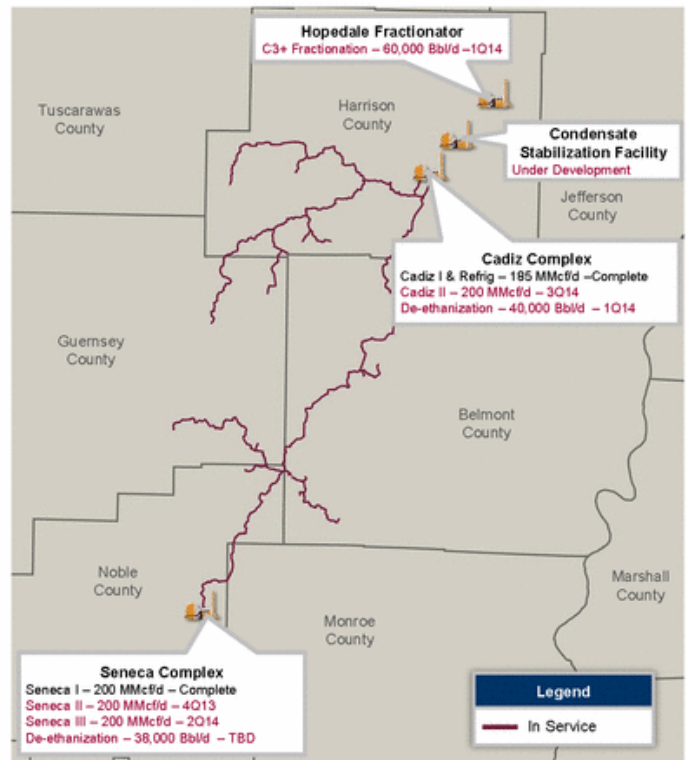 Hopedale Fractionator
C3+ Fractionation – 60,000 Bbl/d –1Q14
Tuscarawas
County
Harrison
County
Condensate
Stabilization Facility
Under Development
Jefferson
County
Cadiz Complex
Cadiz I & Refrig – 185 MMcf/d –Complete
Cadiz II – 200 MMcf/d – 3Q14
De-ethanization – 40,000 Bbl/d – 1Q14
Guernsey
County
Belmont
County
Noble
County
Marshall
County
Monroe
County
Seneca Complex
Seneca I – 200 MMcf/d – Complete
Seneca II – 200 MMcf/d – 4Q13
Seneca III – 200 MMcf/d – 2Q14
De-ethanization – 38,000 Bbl/d – TBD
Legend
In Service